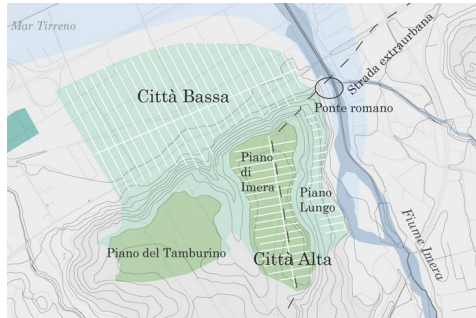 Mar Tirreno
Strada extraurbana
Città Bassa
Ponte romano
Piano
di
Imera
Piano
Lungo
Fiume Imera
Piano del Tamburino
Città Alta